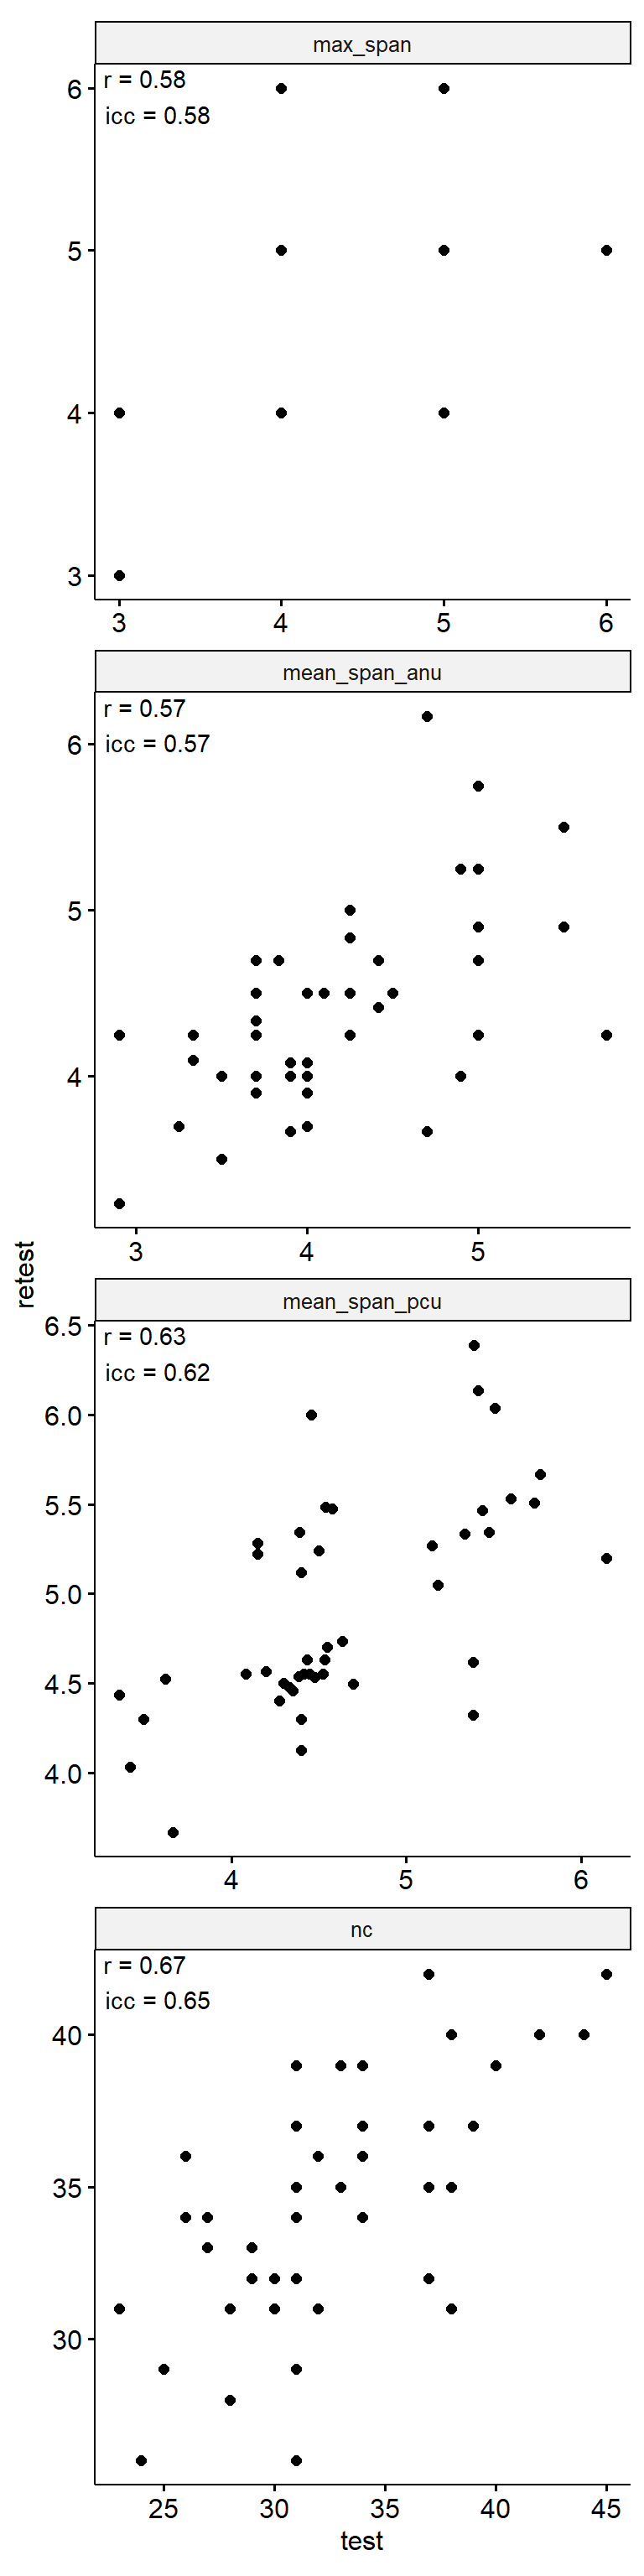 max_span
r = 0.58
icc = 0.58
6
5
4
3
3 4 5 6
mean_span_anu
r = 0.57
icc = 0.57
6
5
4
3 4 5
retest
mean_span_pcu
r = 0.63
icc = 0.62
6.5
6.0
5.5
5.0
4.5
4.0
4 5 6
nc
r = 0.67
icc = 0.65
40
35
30
25 30 35 40 45
test